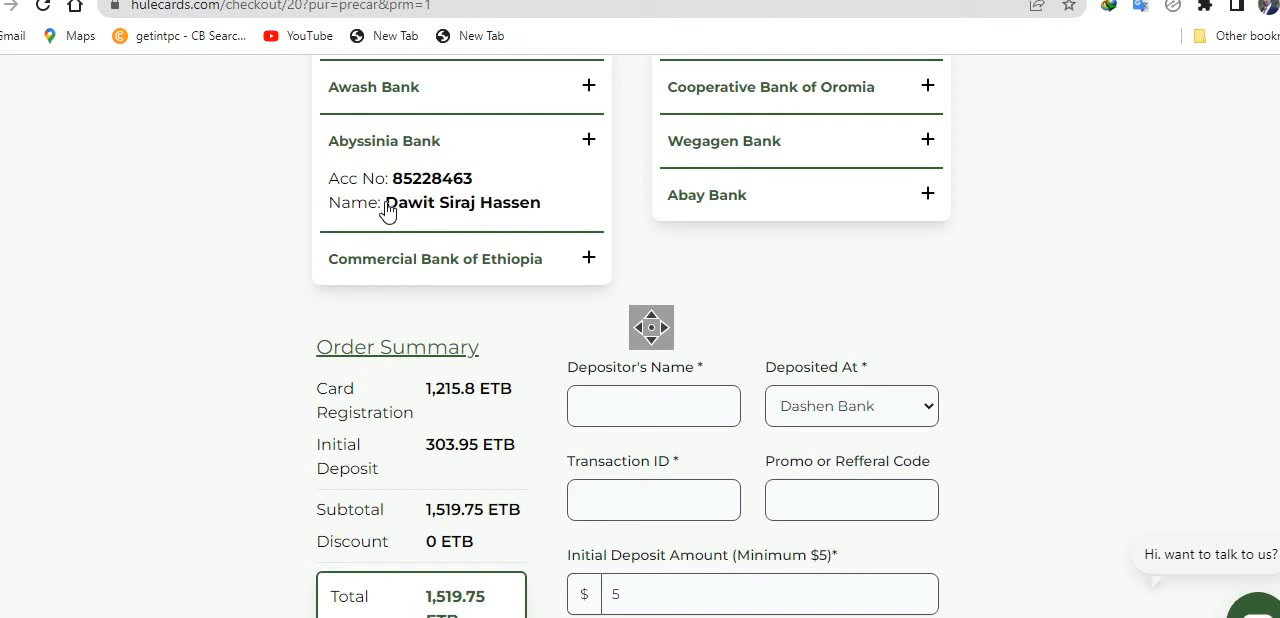 hulecards.com/checkout/20?pur=precar&prm=1
Gmail Maps getintpc - CB Searc... YouTube New Tab New Tab Other bookr
Awash Bank +
Abyssinia Bank +
Acc No: 85228463
Name: Dawit Siraj Hassen
Commercial Bank of Ethiopia +
Cooperative Bank of Oromia +
Wegagen Bank +
Abay Bank +
Order Summary
Card Registration 1,215.8 ETB
Initial Deposit 303.95 ETB
Subtotal 1,519.75 ETB
Discount 0 ETB
Total 1,519.75
ETB
Depositor's Name *
Deposited At *
Dashen Bank
Transaction ID *
Promo or Refferal Code
Initial Deposit Amount (Minimum $5)*
$ 5
Hi. want to talk to us?